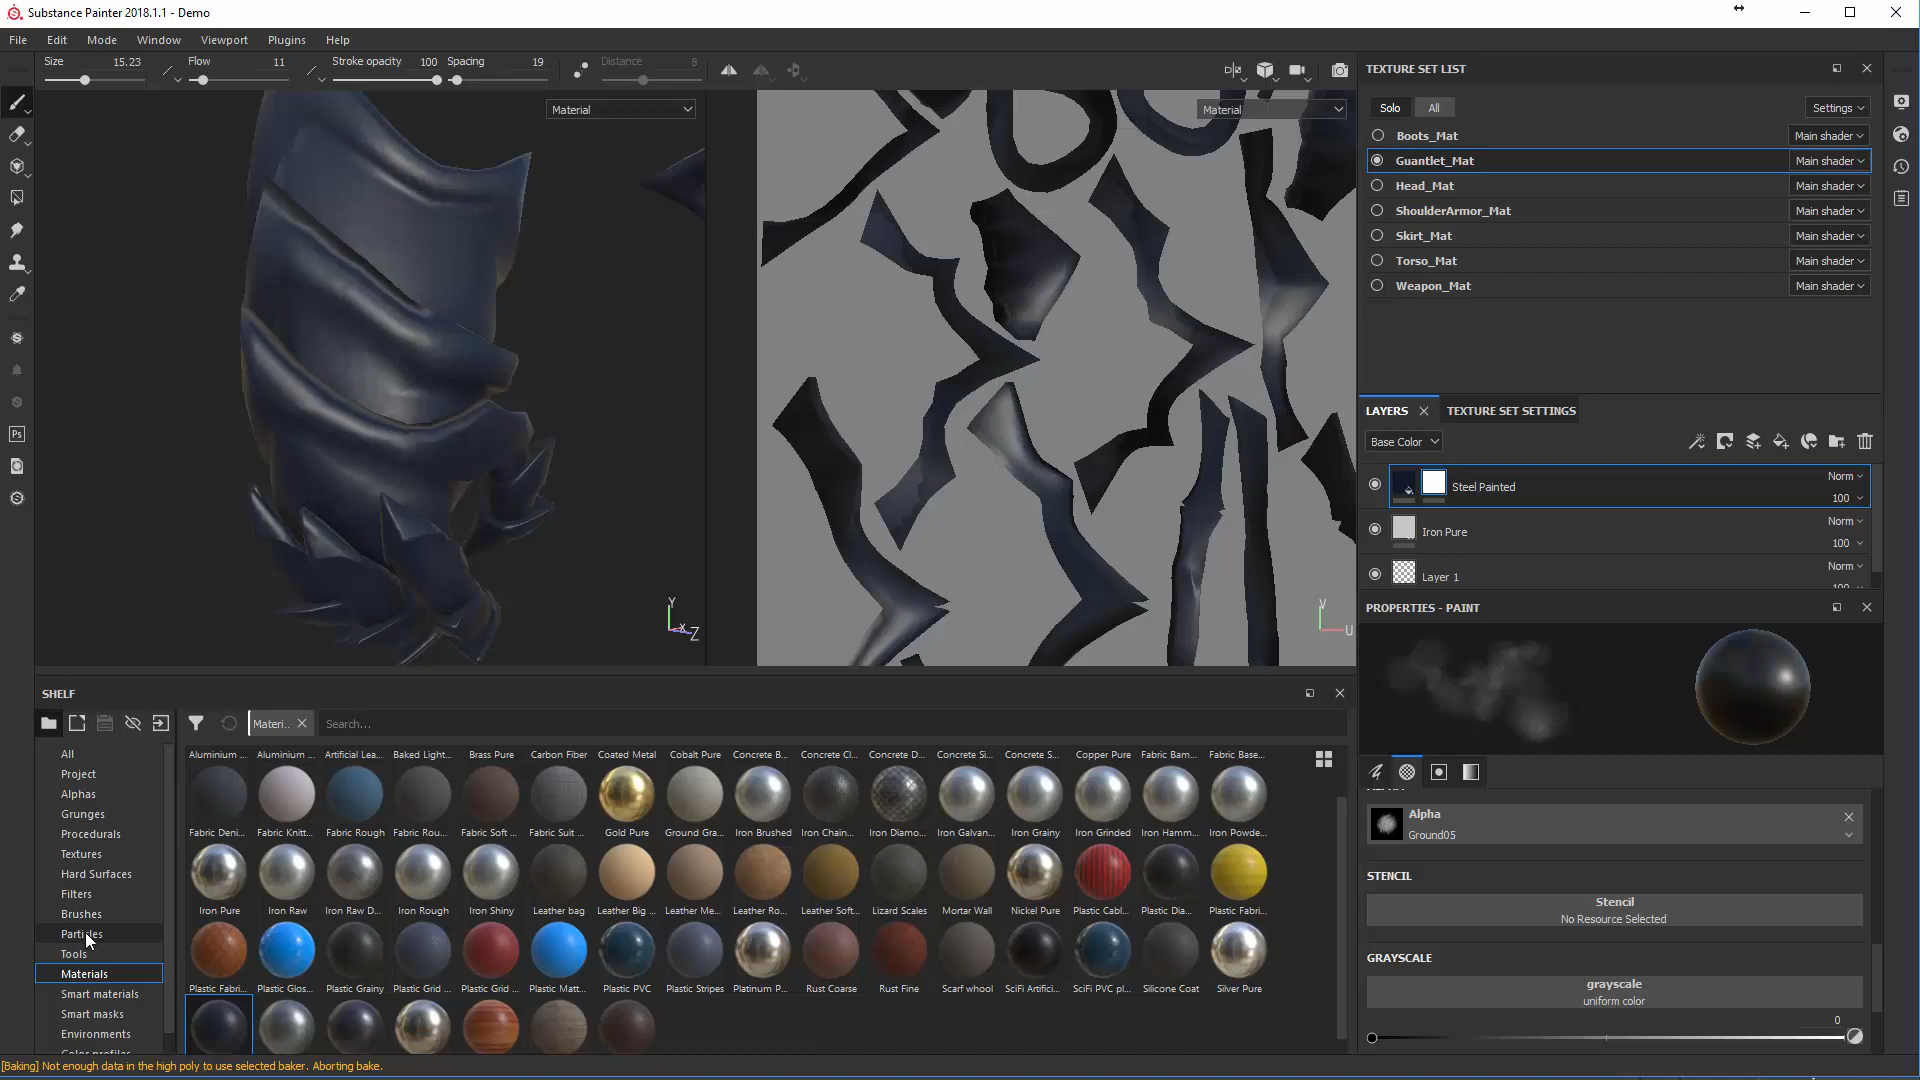 Substance Painter 2018.1.1 - Demo
File Edit Mode Window Viewport Plugins Help
Size 15.23 Flow 11 Stroke opacity 100 Spacing 19 Distance 8
Material
Material
Y
X
Z
V
U
TEXTURE SET LIST
Solo All Settings
Boots_Mat Main shader
Guantlet_Mat Main shader
Head_Mat Main shader
ShoulderArmor_Mat Main shader
Skirt_Mat Main shader
Torso_Mat Main shader
Weapon_Mat Main shader
LAYERS TEXTURE SET SETTINGS
Base Color
Steel Painted Norm 100
Iron Pure Norm 100
Layer 1 Norm 100
PROPERTIES - PAINT
ALPHA
Alpha
Ground05
STENCIL
Stencil
No Resource Selected
GRAYSCALE
grayscale
uniform color
0
SHELF
Materi.. Search...
All
Project
Alphas
Grunges
Procedurals
Textures
Hard Surfaces
Filters
Brushes
Particles
Tools
Materials
Smart materials
Smart masks
Environments
Color profiles
Aluminium ... Aluminium ... Artificial Lea... Baked Light... Brass Pure Carbon Fiber Coated Metal Cobalt Pure Concrete B... Concrete Cl... Concrete D... Concrete Si... Concrete S... Copper Pure Fabric Bam... Fabric Base...
Fabric Deni... Fabric Knitt... Fabric Rough Fabric Rou... Fabric Soft ... Fabric Suit ... Gold Pure Ground Gra... Iron Brushed Iron Chain... Iron Diamo... Iron Galvan... Iron Grainy Iron Grinded Iron Hamm... Iron Powde...
Iron Pure Iron Raw Iron Raw D... Iron Rough Iron Shiny Leather bag Leather Big ... Leather Me... Leather Ro... Leather Soft... Lizard Scales Mortar Wall Nickel Pure Plastic Cabl... Plastic Dia... Plastic Fabri...
Plastic Fabri... Plastic Glos... Plastic Grainy Plastic Grid ... Plastic Grid ... Plastic Matt... Plastic PVC Plastic Stripes Platinum P... Rust Coarse Rust Fine Scarf whool SciFi Artifici... SciFi PVC pl... Silicone Coat Silver Pure
Ps
[Baking] Not enough data in the high poly to use selected baker. Aborting bake.